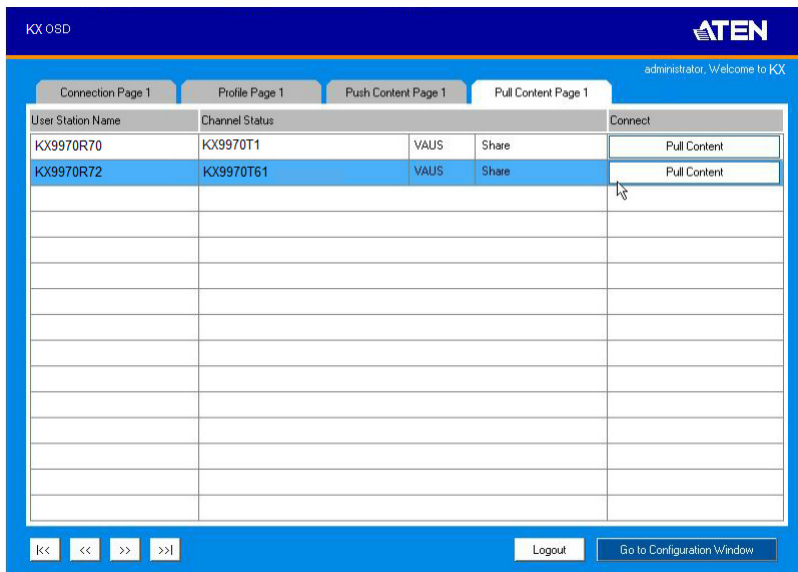 KX OSD
ATEN
administrator, Welcome to KX
Connection Page 1 Profile Page 1 Push Content Page 1 Pull Content Page 1
User Station Name Channel Status Connect
KX9970R70 KX9970T1 VAUS Share Pull Content
KX9970R72 KX9970T61 VAUS Share Pull Content
|<< << >> >>| Logout Go to Configuration Window